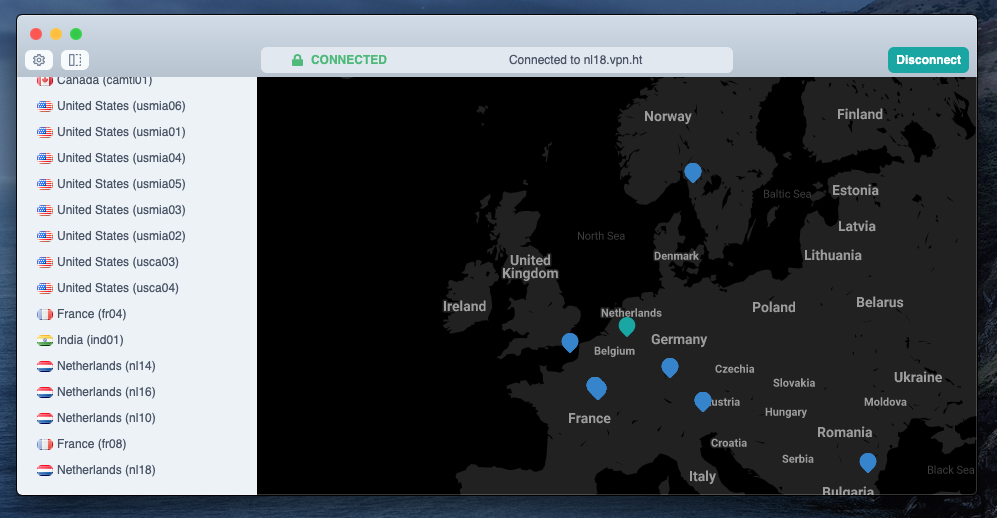 CONNECTED
Connected to nl18.vpn.ht
Disconnect
Canada (camtl01)
United States (usmia06)
United States (usmia01)
United States (usmia04)
United States (usmia05)
United States (usmia03)
United States (usmia02)
United States (usca03)
United States (usca04)
France (fr04)
India (ind01)
Netherlands (nl14)
Netherlands (nl16)
Netherlands (nl10)
France (fr08)
Netherlands (nl18)
Norway
Finland
Baltic Sea
Estonia
Latvia
North Sea
Denmark
Lithuania
United
Kingdom
Ireland
Netherlands
Poland
Belarus
Belgium
Germany
Czechia
Slovakia
Ukraine
France
ustria
Hungary
Moldova
Croatia
Romania
Serbia
Italy
Black Sea
Bulgaria